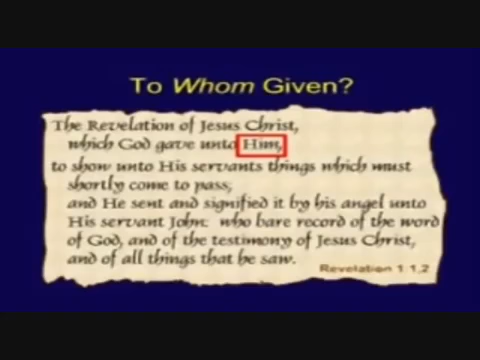 To Whom Given?
The Revelation of Jesus Christ,
which God gave unto Him,
to show unto His servants things which must
shortly come to pass;
and He sent and signified it by his angel unto
His servant John: who bare record of the word
of God, and of the testimony of Jesus Christ,
and of all things that he saw.
Revelation 1:1,2